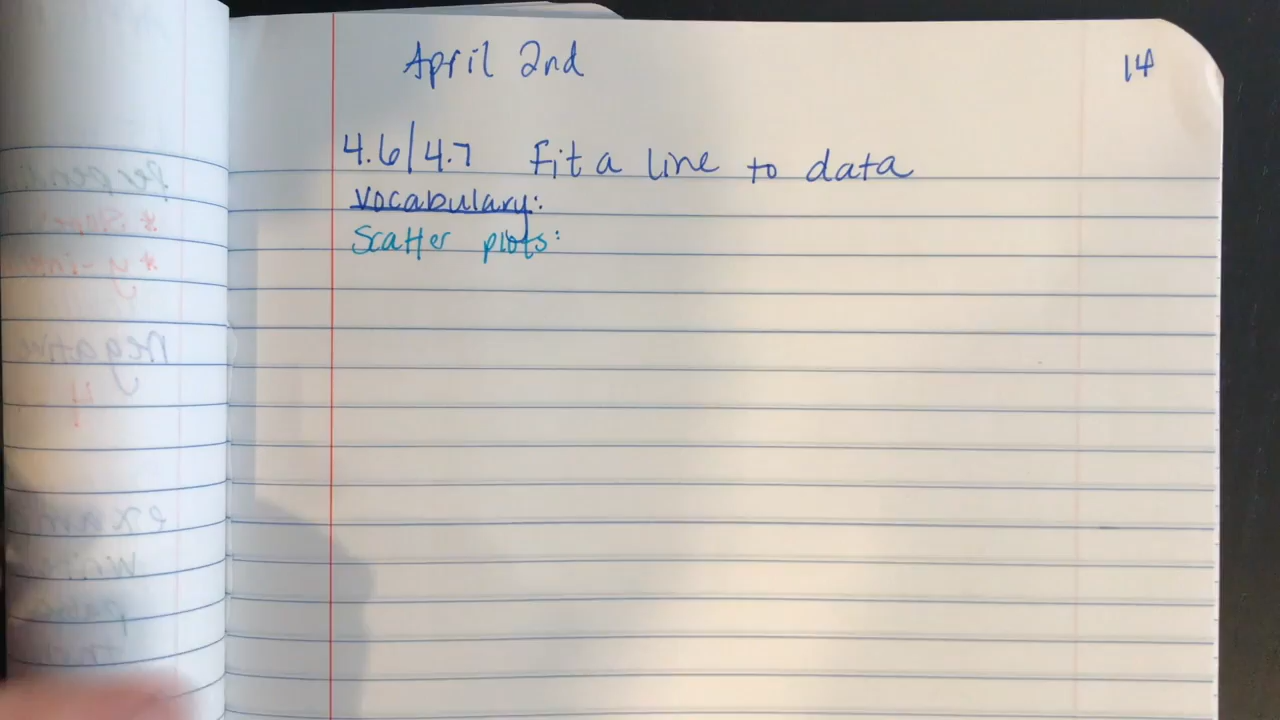 April 2nd
14
4.6/4.7 Fit a line to data
Vocabulary:
Scatter plots: